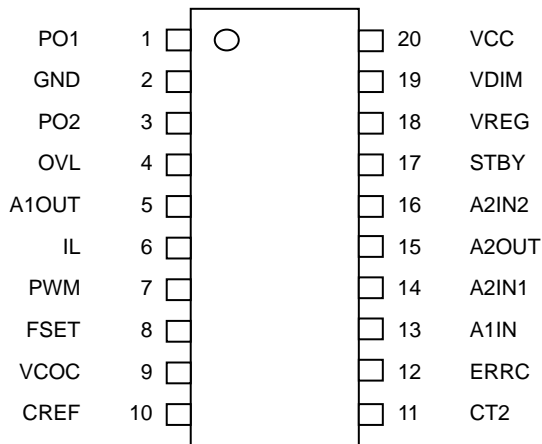 PO1 1 20 VCC
GND 2 19 VDIM
PO2 3 18 VREG
OVL 4 17 STBY
A1OUT 5 16 A2IN2
IL 6 15 A2OUT
PWM 7 14 A2IN1
FSET 8 13 A1IN
VCOC 9 12 ERRC
CREF 10 11 CT2